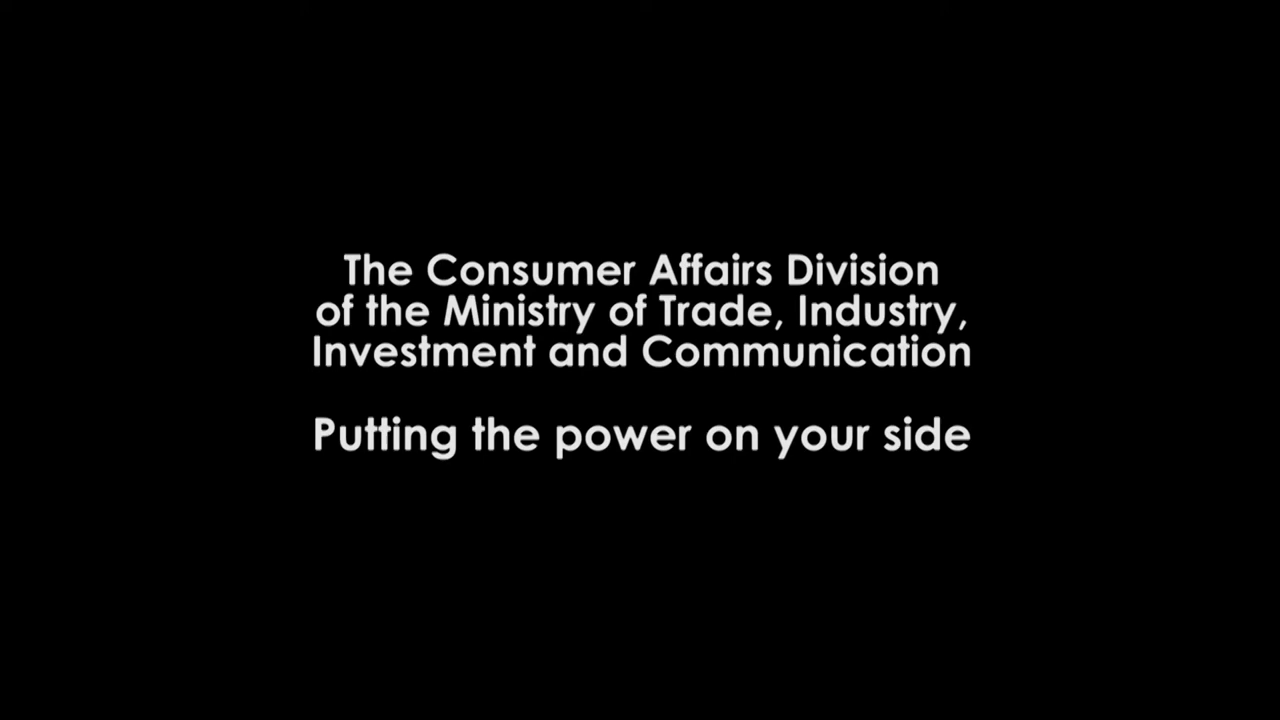 The Consumer Affairs Division
of the Ministry of Trade, Industry,
Investment and Communication
Putting the power on your side